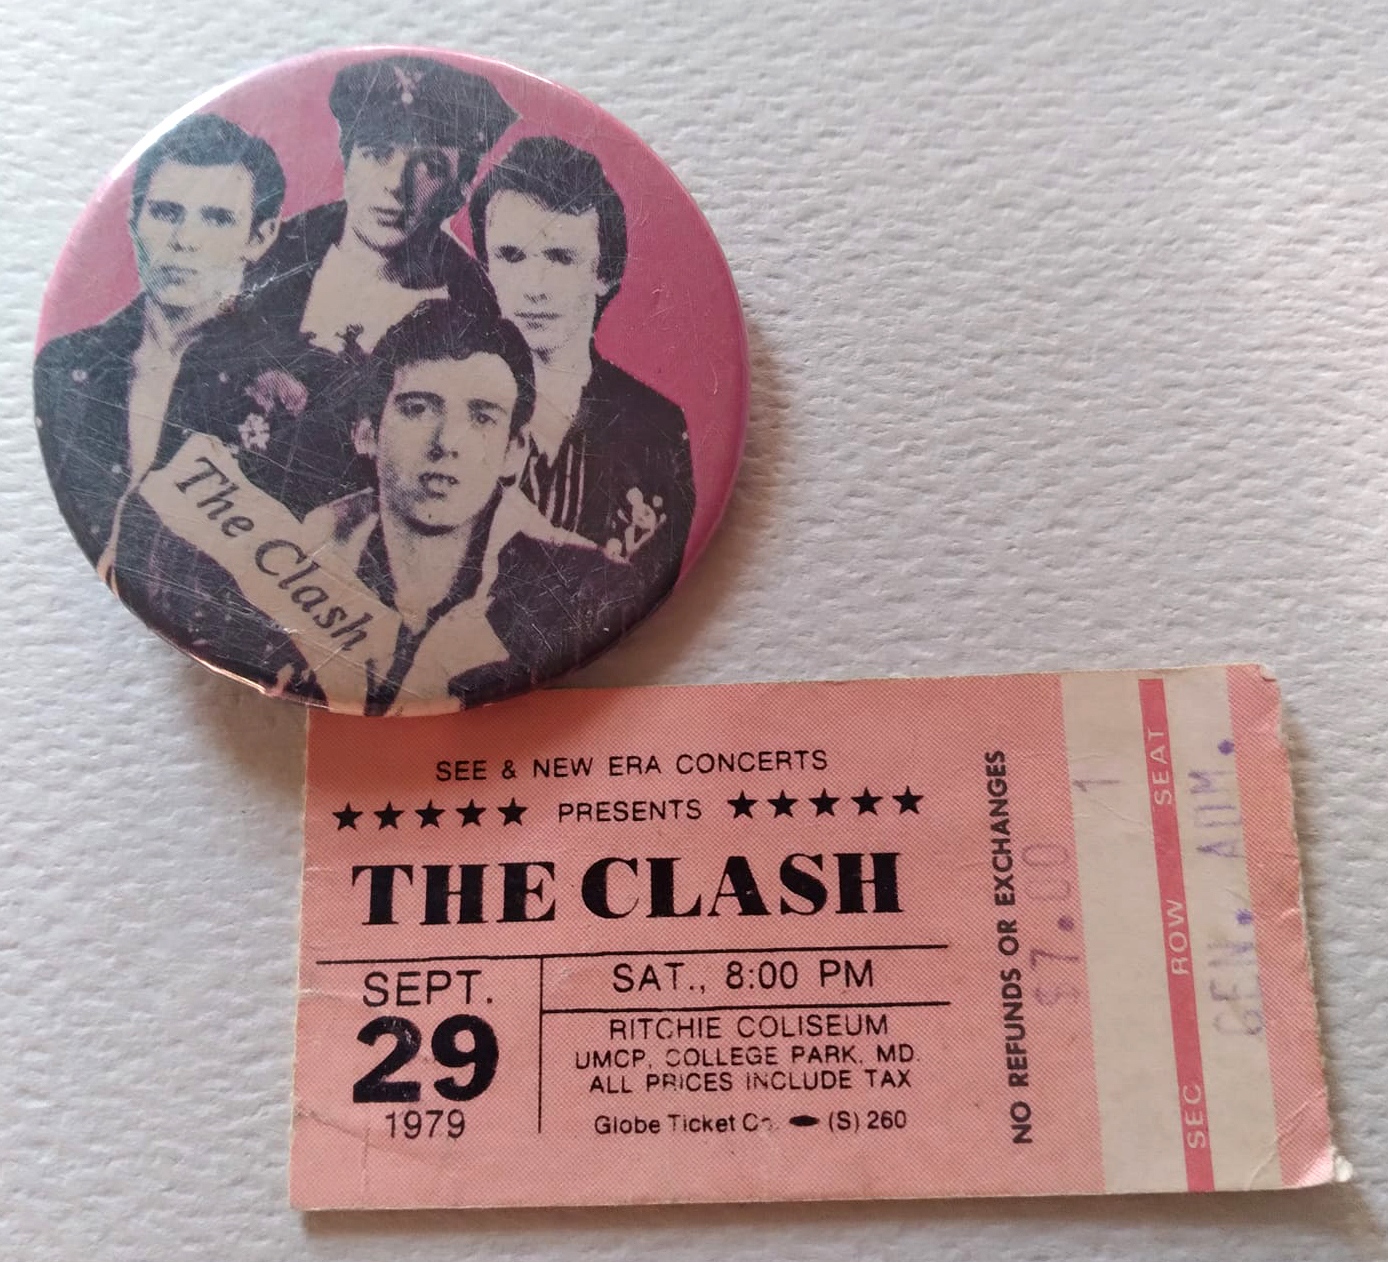 The Clash
SEE & NEW ERA CONCERTS
★★★★★ PRESENTS ★★★★★
THE CLASH
SEPT.
29
1979
SAT., 8:00 PM
RITCHIE COLISEUM
UMCP, COLLEGE PARK, MD.
ALL PRICES INCLUDE TAX
Globe Ticket Co. (S) 260
NO REFUNDS OR EXCHANGES
$7.00
1
SEC ROW SEAT
GEN. ADM.